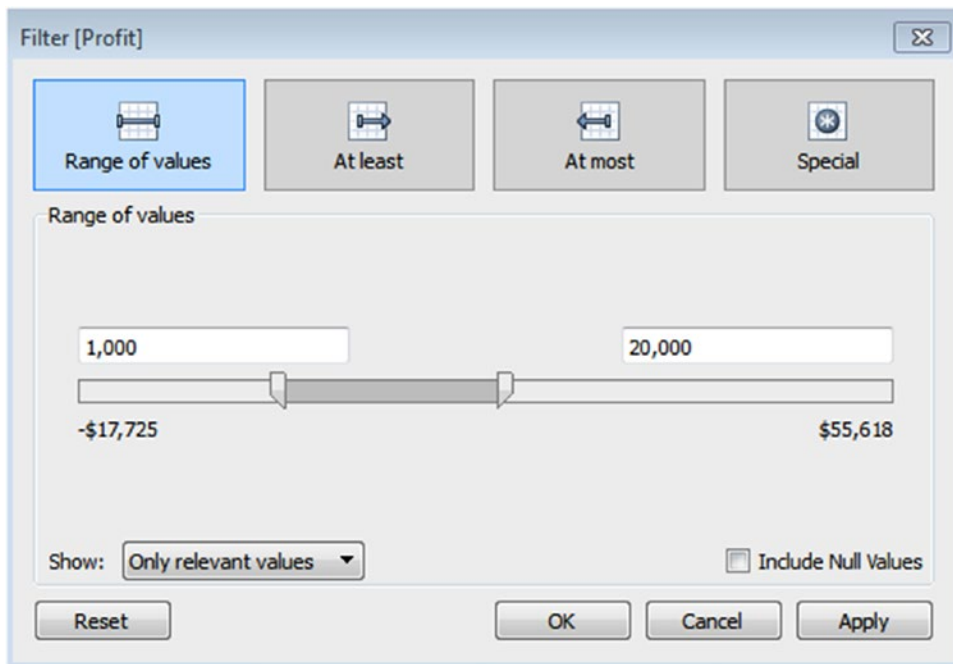 Filter [Profit]
Range of values
At least
At most
Special
Range of values
1,000
20,000
-$17,725
$55,618
Show:
Only relevant values
Include Null Values
Reset
OK
Cancel
Apply